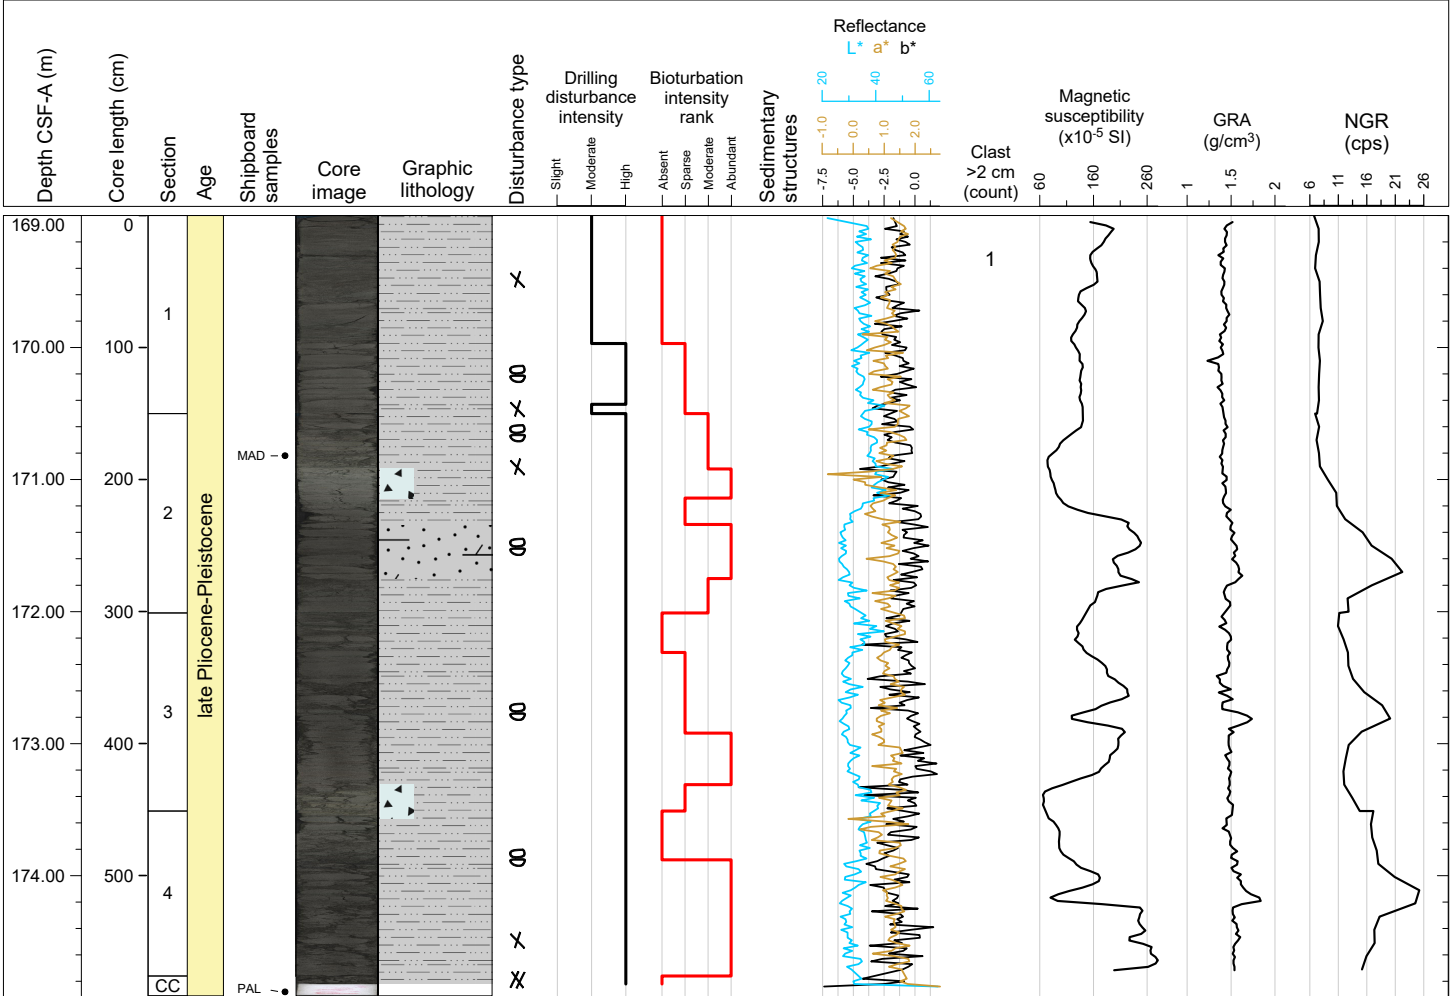 Depth CSF-A (m)
Core length (cm)
Section
Age
Shipboard
samples
Core
image
Graphic
lithology
Disturbance type
Drilling
disturbance
intensity
Slight
Moderate
High
Bioturbation
intensity
rank
Absent
Sparse
Moderate
Abundant
Sedimentary
structures
Reflectance
L* a* b*
20 40 60
-1.0 0.0 1.0 2.0
-7.5 -5.0 -2.5 0.0
Clast
>2 cm
(count)
Magnetic
susceptibility
(x10-5 SI)
60 160 260
GRA
(g/cm3)
1 1.5 2
NGR
(cps)
6 11 16 21 26
169.00 0
1
1
170.00 100
MAD
171.00 200
2
late Pliocene-Pleistocene
172.00 300
3
173.00 400
174.00 500
4
CC
PAL